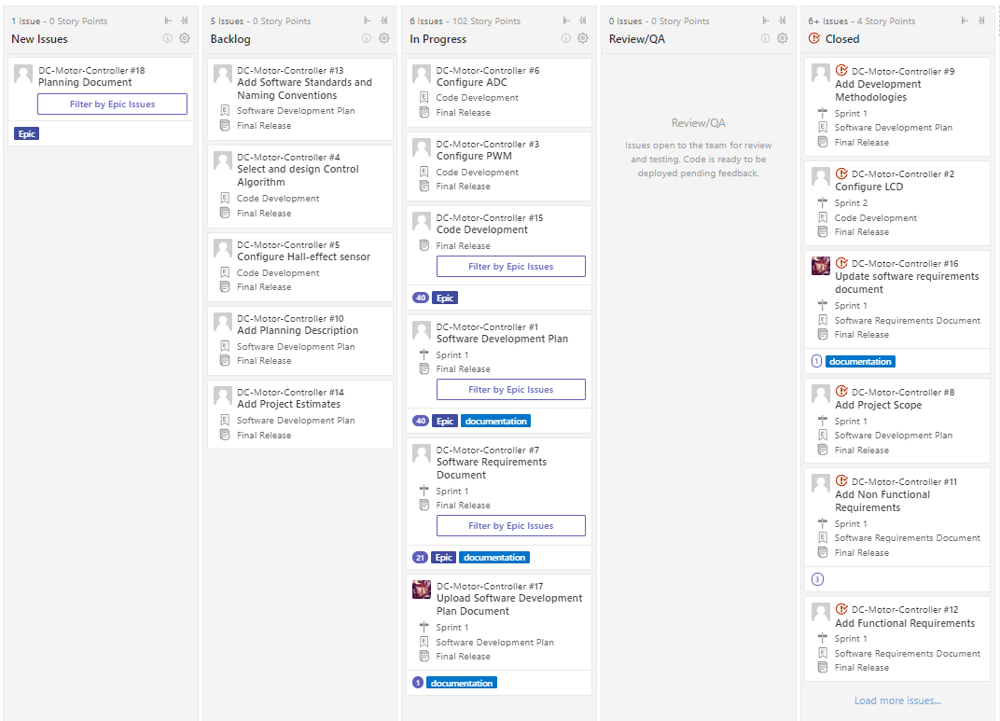 1 Issue - 0 Story Points
New Issues
DC-Motor-Controller #18
Planning Document
Filter by Epic Issues
Epic
5 Issues - 0 Story Points
Backlog
DC-Motor-Controller #13
Add Software Standards and
Naming Conventions
Software Development Plan
Final Release
DC-Motor-Controller #4
Select and design Control
Algorithm
Code Development
Final Release
DC-Motor-Controller #5
Configure Hall-effect sensor
Code Development
Final Release
DC-Motor-Controller #10
Add Planning Description
Software Development Plan
Final Release
DC-Motor-Controller #14
Add Project Estimates
Software Development Plan
Final Release
6 Issues - 102 Story Points
In Progress
DC-Motor-Controller #6
Configure ADC
Code Development
Final Release
DC-Motor-Controller #3
Configure PWM
Code Development
Final Release
DC-Motor-Controller #15
Code Development
Final Release
Filter by Epic Issues
40 Epic
DC-Motor-Controller #1
Software Development Plan
Sprint 1
Final Release
Filter by Epic Issues
40 Epic documentation
DC-Motor-Controller #7
Software Requirements
Document
Sprint 1
Final Release
Filter by Epic Issues
21 Epic documentation
DC-Motor-Controller #17
Upload Software Development
Plan Document
Sprint 1
Software Development Plan
Final Release
1 documentation
0 Issues - 0 Story Points
Review/QA
Review/QA
Issues open to the team for review
and testing. Code is ready to be
deployed pending feedback.
6+ Issues - 4 Story Points
Closed
DC-Motor-Controller #9
Add Development
Methodologies
Sprint 1
Software Development Plan
Final Release
DC-Motor-Controller #2
Configure LCD
Sprint 2
Code Development
Final Release
DC-Motor-Controller #16
Update software requirements
document
Sprint 1
Software Requirements Document
Final Release
1 documentation
DC-Motor-Controller #8
Add Project Scope
Sprint 1
Software Development Plan
Final Release
DC-Motor-Controller #11
Add Non Functional
Requirements
Sprint 1
Software Requirements Document
Final Release
3
DC-Motor-Controller #12
Add Functional Requirements
Sprint 1
Software Requirements Document
Final Release
Load more issues...